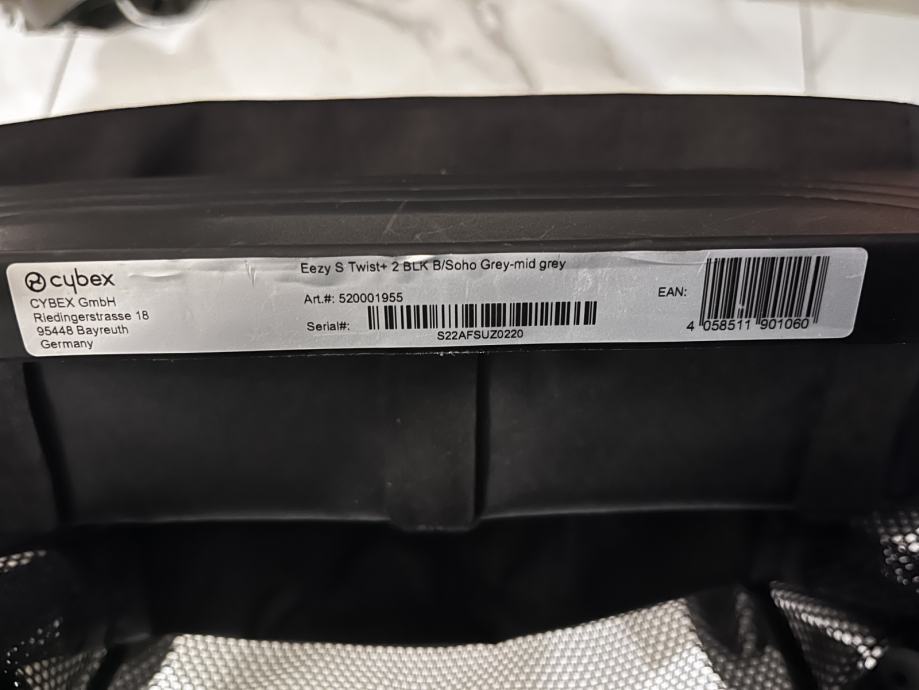 cybex
CYBEX GmbH
Riedingerstrasse 18
95448 Bayreuth
Germany
Eezy S Twist+ 2 BLK B/Soho Grey-mid grey
Art.#: 520001955
Serial#:
S22AFSUZ0220
EAN:
4 058511 901060